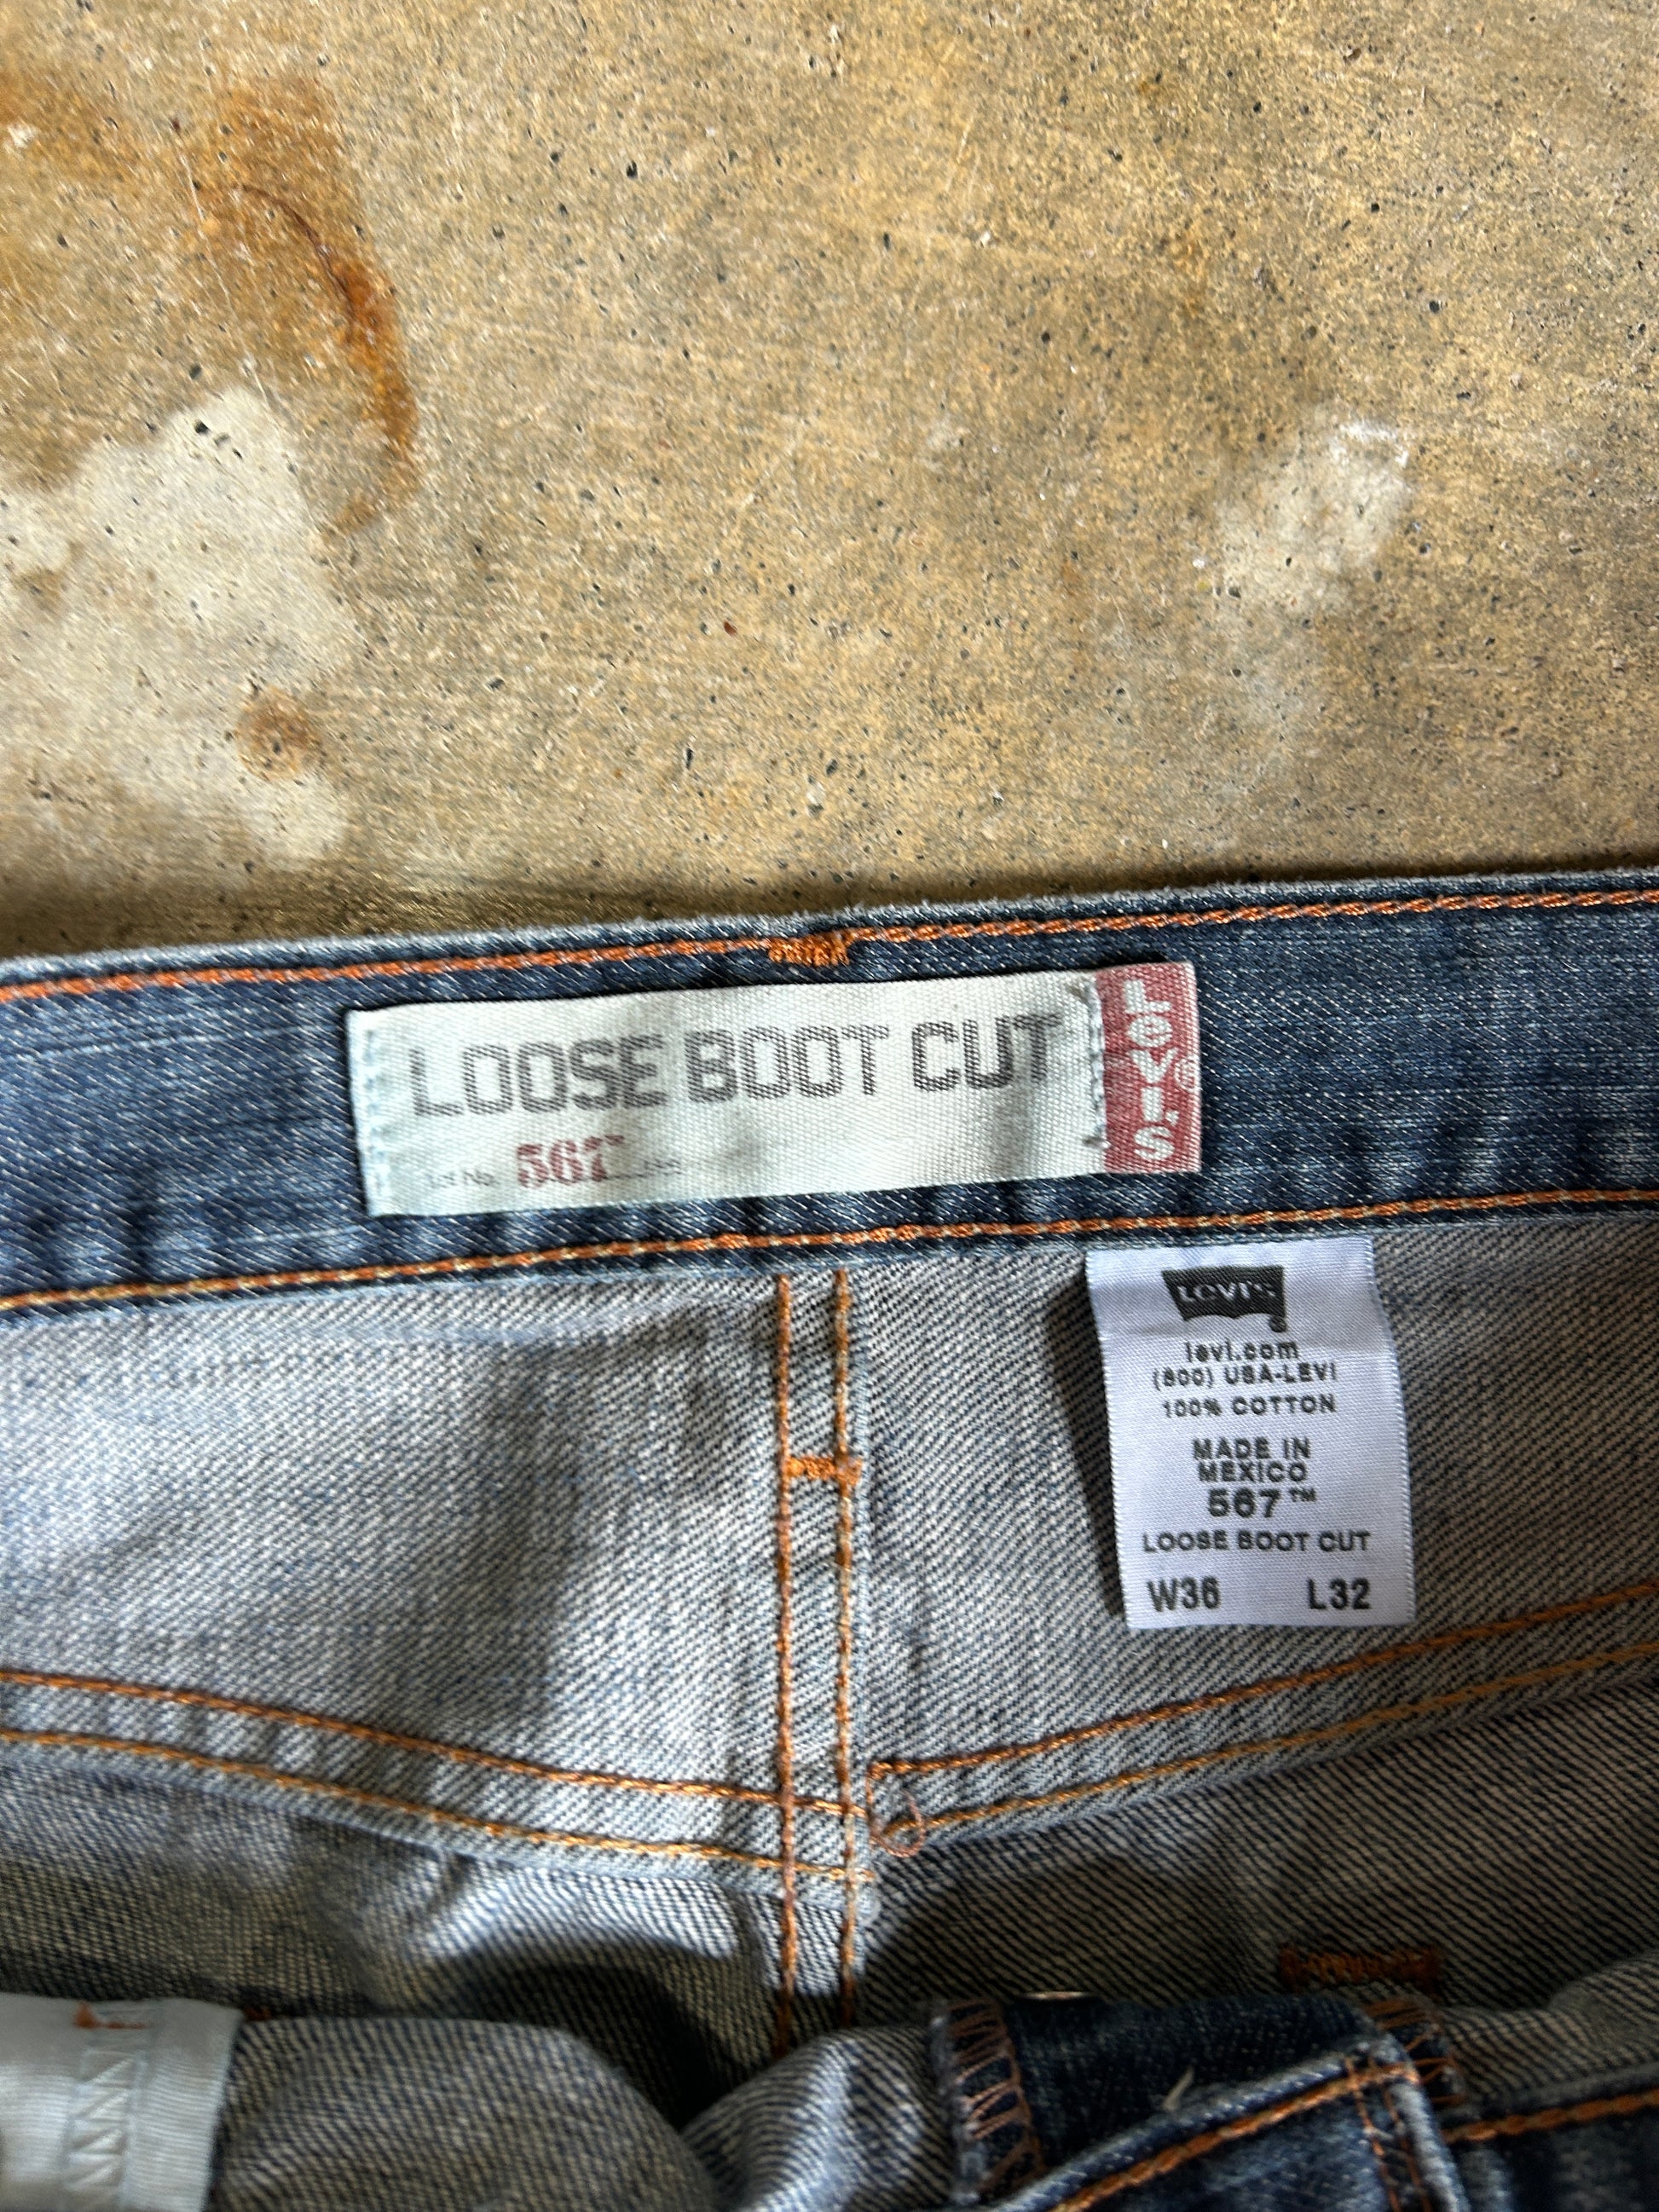 LOOSE BOOT CUT
Lot No. 567
Levi's®
Levi's
levi.com
(800) USA-LEVI
100% COTTON
MADE IN
MEXICO
567™
LOOSE BOOT CUT
W36 L32